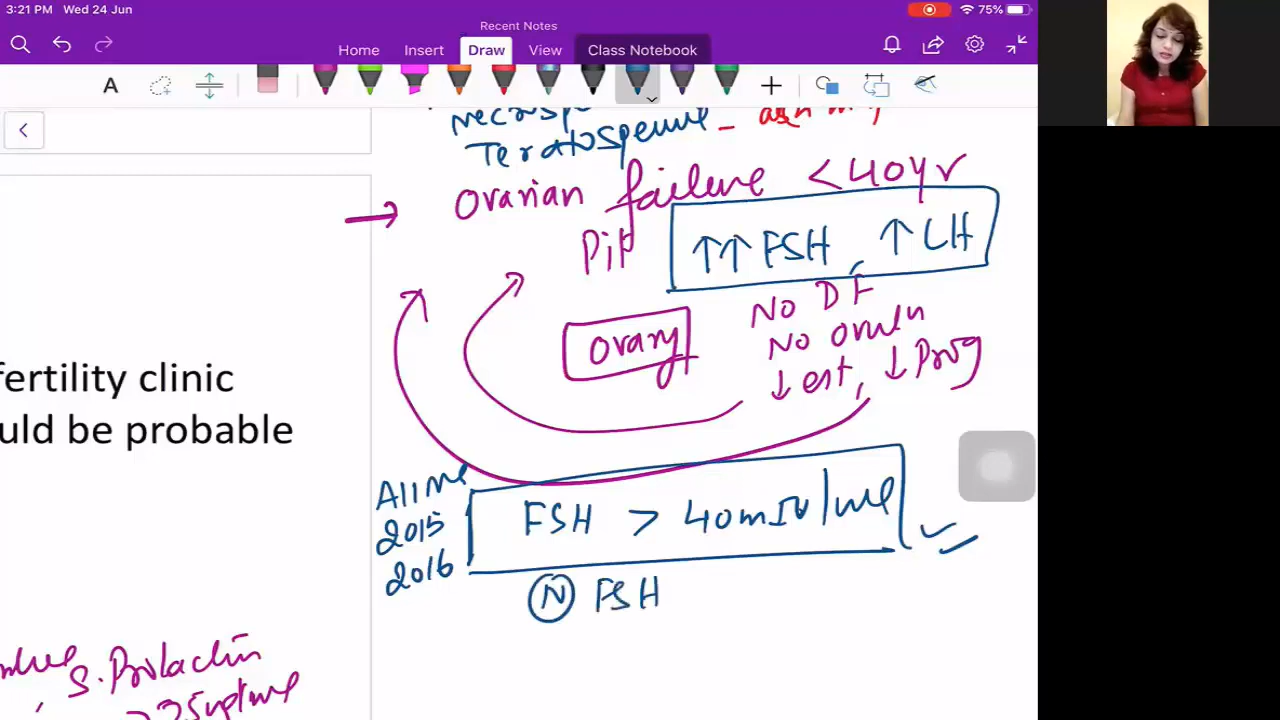 3:21 PM Wed 24 Jun
75%
Recent Notes
Home Insert Draw View Class Notebook
A
Teratospermie
Ovarian failure <40yr
Pit ↑↑ FSH, ↑ LH
No DF
Ovary No ovuln
↓ est, ↓ Prog
fertility clinic
uld be probable
AIIMS
2015
2016
FSH > 40mIU/ml
N FSH
S. Prolactin